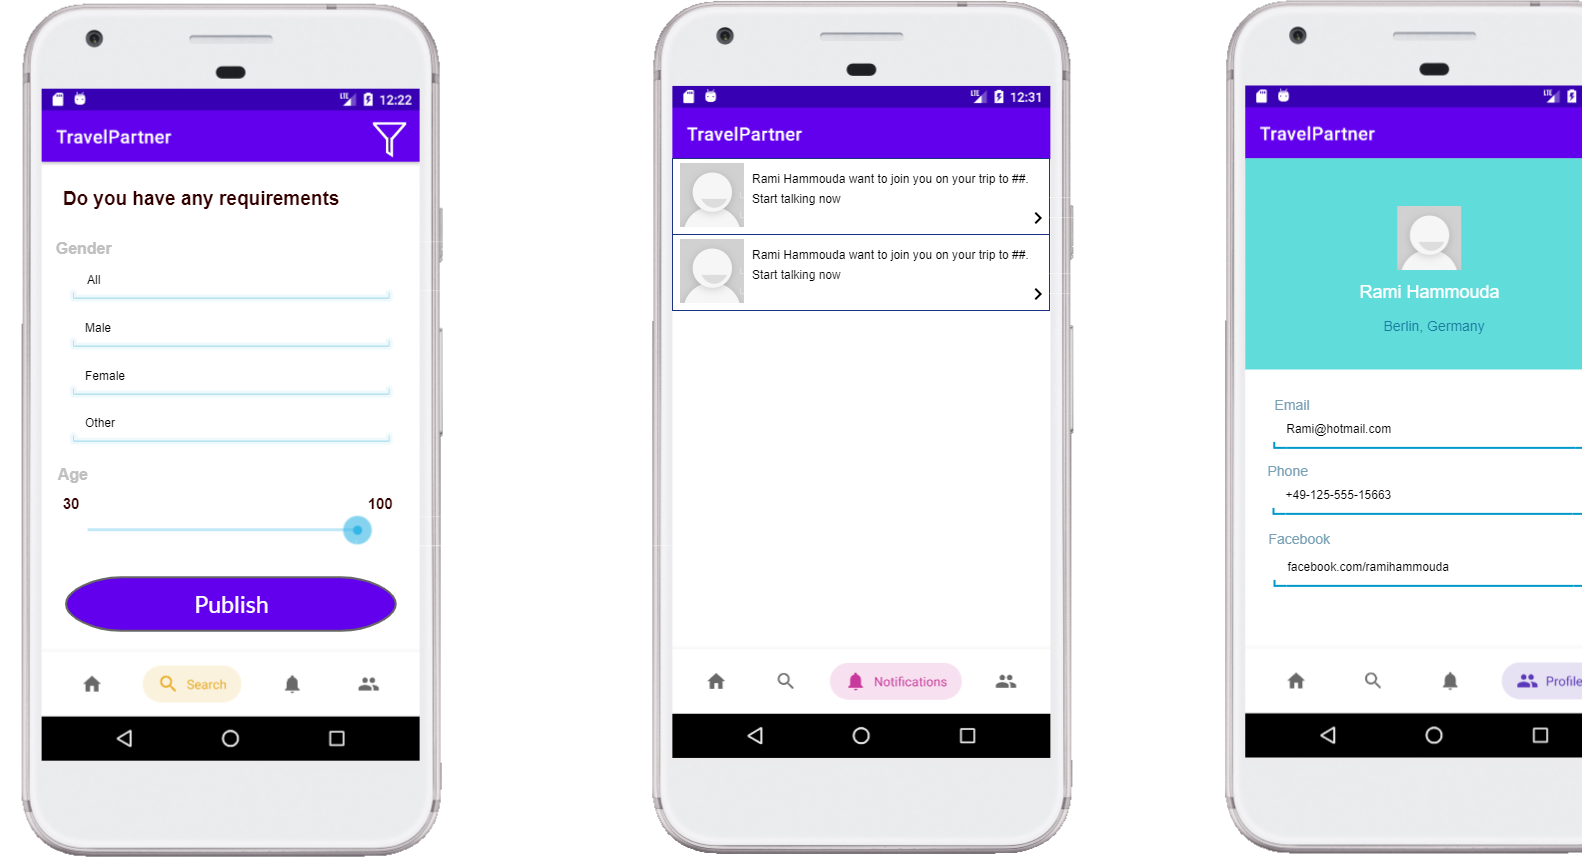 LTE 12:22
TravelPartner
Do you have any requirements
Gender
All
Male
Female
Other
Age
30 100
Publish
Search
LTE 12:31
TravelPartner
Rami Hammouda want to join you on your trip to ##.
Start talking now
Rami Hammouda want to join you on your trip to ##.
Start talking now
Notifications
LTE
TravelPartner
Rami Hammouda
Berlin, Germany
Email
Rami@hotmail.com
Phone
+49-125-555-15663
Facebook
facebook.com/ramihammouda
Profile